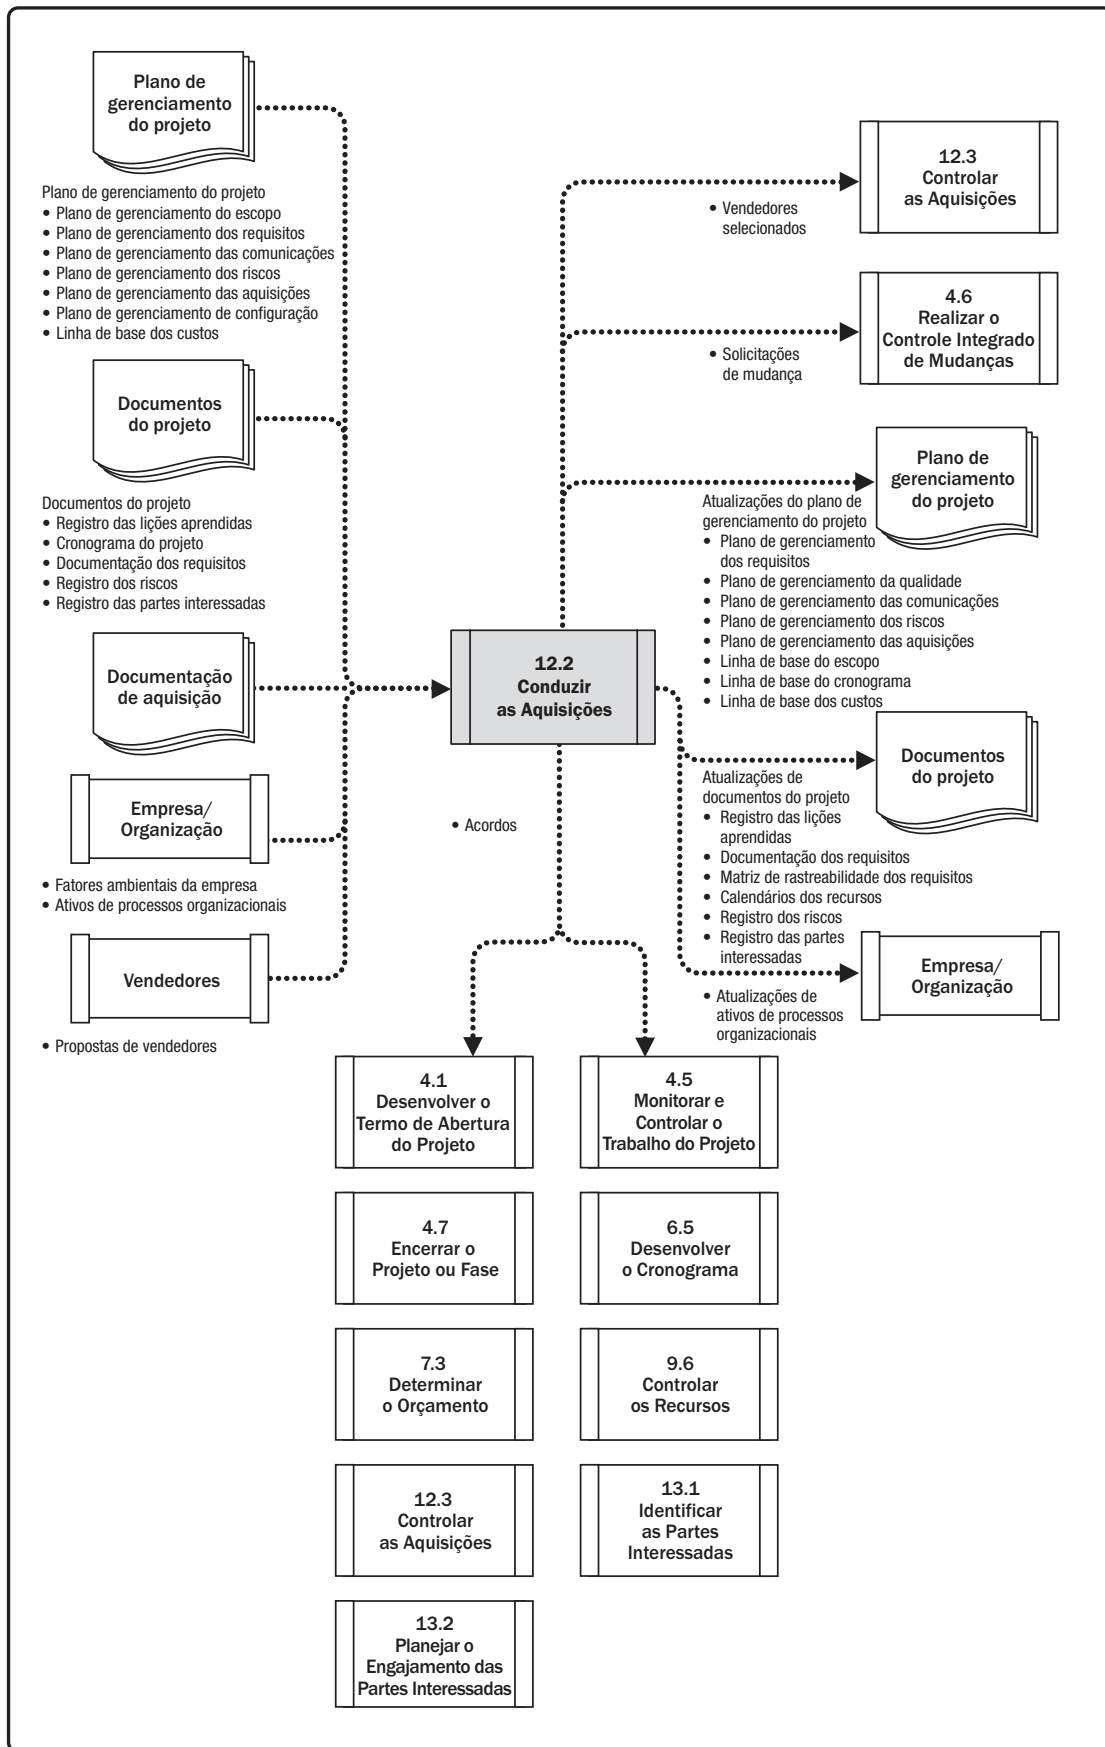 Plano de
gerenciamento
do projeto
Plano de gerenciamento do projeto
• Plano de gerenciamento do escopo
• Plano de gerenciamento dos requisitos
• Plano de gerenciamento das comunicações
• Plano de gerenciamento dos riscos
• Plano de gerenciamento das aquisições
• Plano de gerenciamento de configuração
• Linha de base dos custos
Documentos
do projeto
Documentos do projeto
• Registro das lições aprendidas
• Cronograma do projeto
• Documentação dos requisitos
• Registro dos riscos
• Registro das partes interessadas
Documentação
de aquisição
Empresa/
Organização
• Fatores ambientais da empresa
• Ativos de processos organizacionais
Vendedores
• Propostas de vendedores
12.2
Conduzir
as Aquisições
• Acordos
• Vendedores
selecionados
12.3
Controlar
as Aquisições
• Solicitações
de mudança
4.6
Realizar o
Controle Integrado
de Mudanças
Plano de
gerenciamento
do projeto
Atualizações do plano de
gerenciamento do projeto
• Plano de gerenciamento
dos requisitos
• Plano de gerenciamento da qualidade
• Plano de gerenciamento das comunicações
• Plano de gerenciamento dos riscos
• Plano de gerenciamento das aquisições
• Linha de base do escopo
• Linha de base do cronograma
• Linha de base dos custos
Documentos
do projeto
Atualizações de
documentos do projeto
• Registro das lições
aprendidas
• Documentação dos requisitos
• Matriz de rastreabilidade dos requisitos
• Calendários dos recursos
• Registro dos riscos
• Registro das partes
interessadas
Empresa/
Organização
• Atualizações de
ativos de processos
organizacionais
4.1
Desenvolver o
Termo de Abertura
do Projeto
4.5
Monitorar e
Controlar o
Trabalho do Projeto
4.7
Encerrar o
Projeto ou Fase
6.5
Desenvolver
o Cronograma
7.3
Determinar
o Orçamento
9.6
Controlar
os Recursos
12.3
Controlar
as Aquisições
13.1
Identificar
as Partes
Interessadas
13.2
Planejar o
Engajamento das
Partes Interessadas